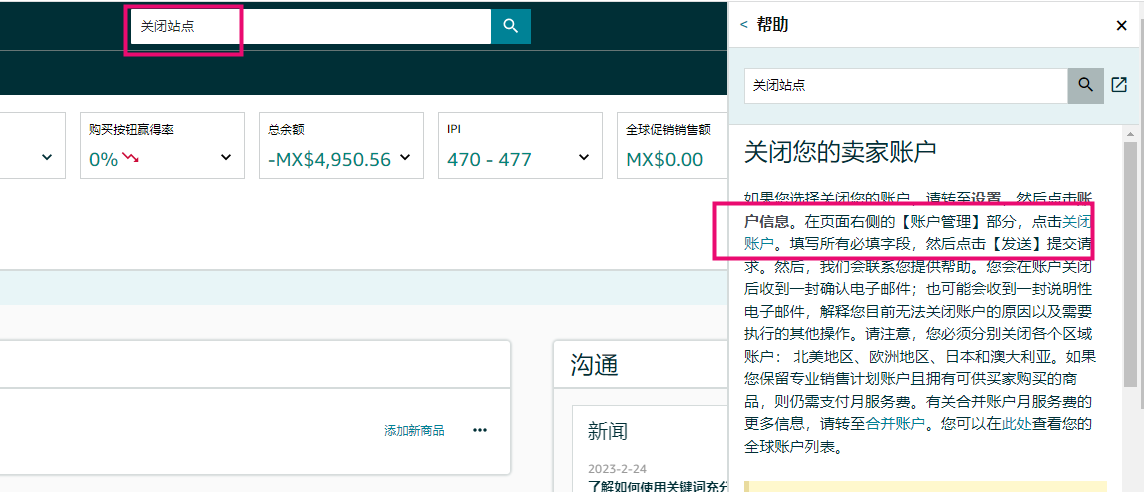 关闭站点
< 帮助
关闭站点
购买按钮赢得率
0%
总余额
-MX$4,950.56
IPI
470 - 477
全球促销销售额
MX$0.00
关闭您的卖家账户
如果您选择关闭您的账户，请转至设置，然后点击账
户信息。在页面右侧的【账户管理】部分，点击关闭
账户。填写所有必填字段，然后点击【发送】提交请
求。然后，我们会联系您提供帮助。您会在账户关闭
后收到一封确认电子邮件；也可能会收到一封说明性
电子邮件，解释您目前无法关闭账户的原因以及需要
执行的其他操作。请注意，您必须分别关闭各个区域
账户： 北美地区、欧洲地区、日本和澳大利亚。如果
您保留专业销售计划账户且拥有可供买家购买的商
品，则仍需支付月服务费。有关合并账户月服务费的
更多信息，请转至合并账户。您可以在此处查看您的
全球账户列表。
添加新商品
沟通
新闻
2023-2-24
了解如何使用关键词充分